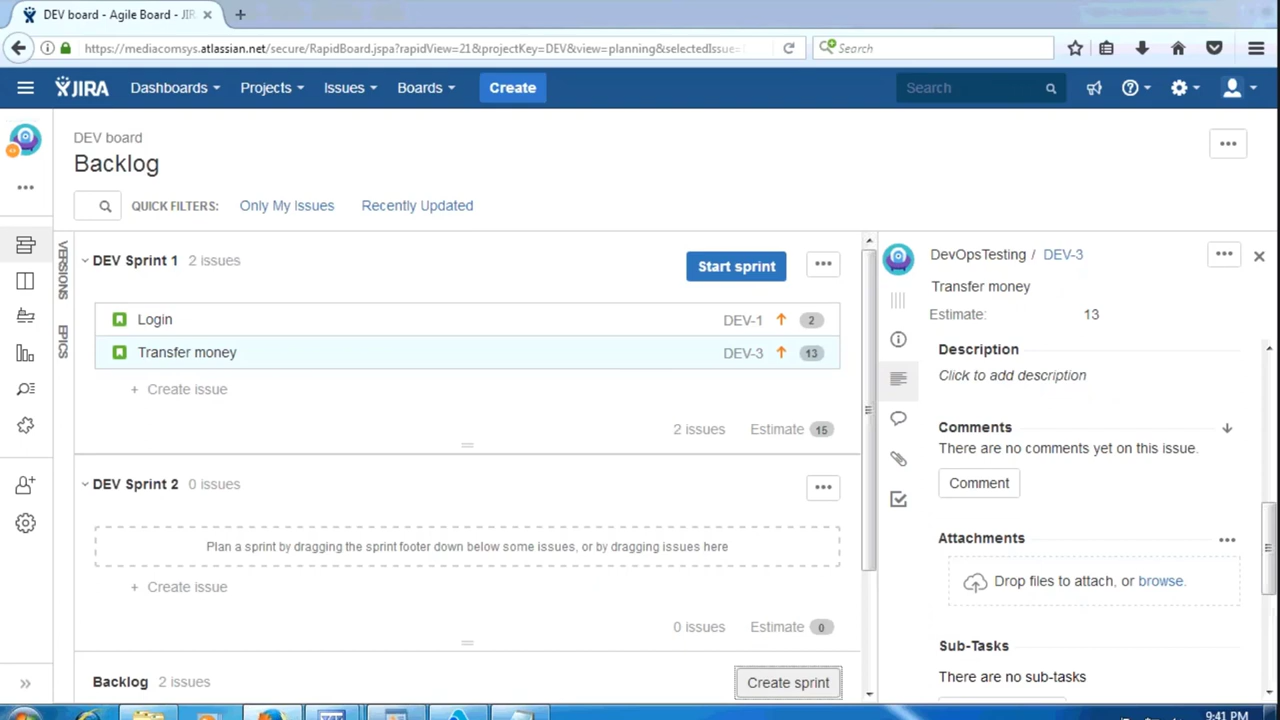 DEV board - Agile Board - JIR
https://mediacomsys.atlassian.net/secure/RapidBoard.jspa?rapidView=21&projectKey=DEV&view=planning&selectedIssue=
Search
JIRA Dashboards Projects Issues Boards Create Search
DEV board
Backlog
QUICK FILTERS: Only My Issues Recently Updated
VERSIONS
EPICS
DEV Sprint 1 2 issues Start sprint
Login DEV-1 2
Transfer money DEV-3 13
+ Create issue
2 issues Estimate 15
DEV Sprint 2 0 issues
Plan a sprint by dragging the sprint footer down below some issues, or by dragging issues here
+ Create issue
0 issues Estimate 0
Backlog 2 issues Create sprint
DevOpsTesting / DEV-3
Transfer money
Estimate: 13
Description
Click to add description
Comments
There are no comments yet on this issue.
Comment
Attachments
Drop files to attach, or browse.
Sub-Tasks
There are no sub-tasks
9:41 PM